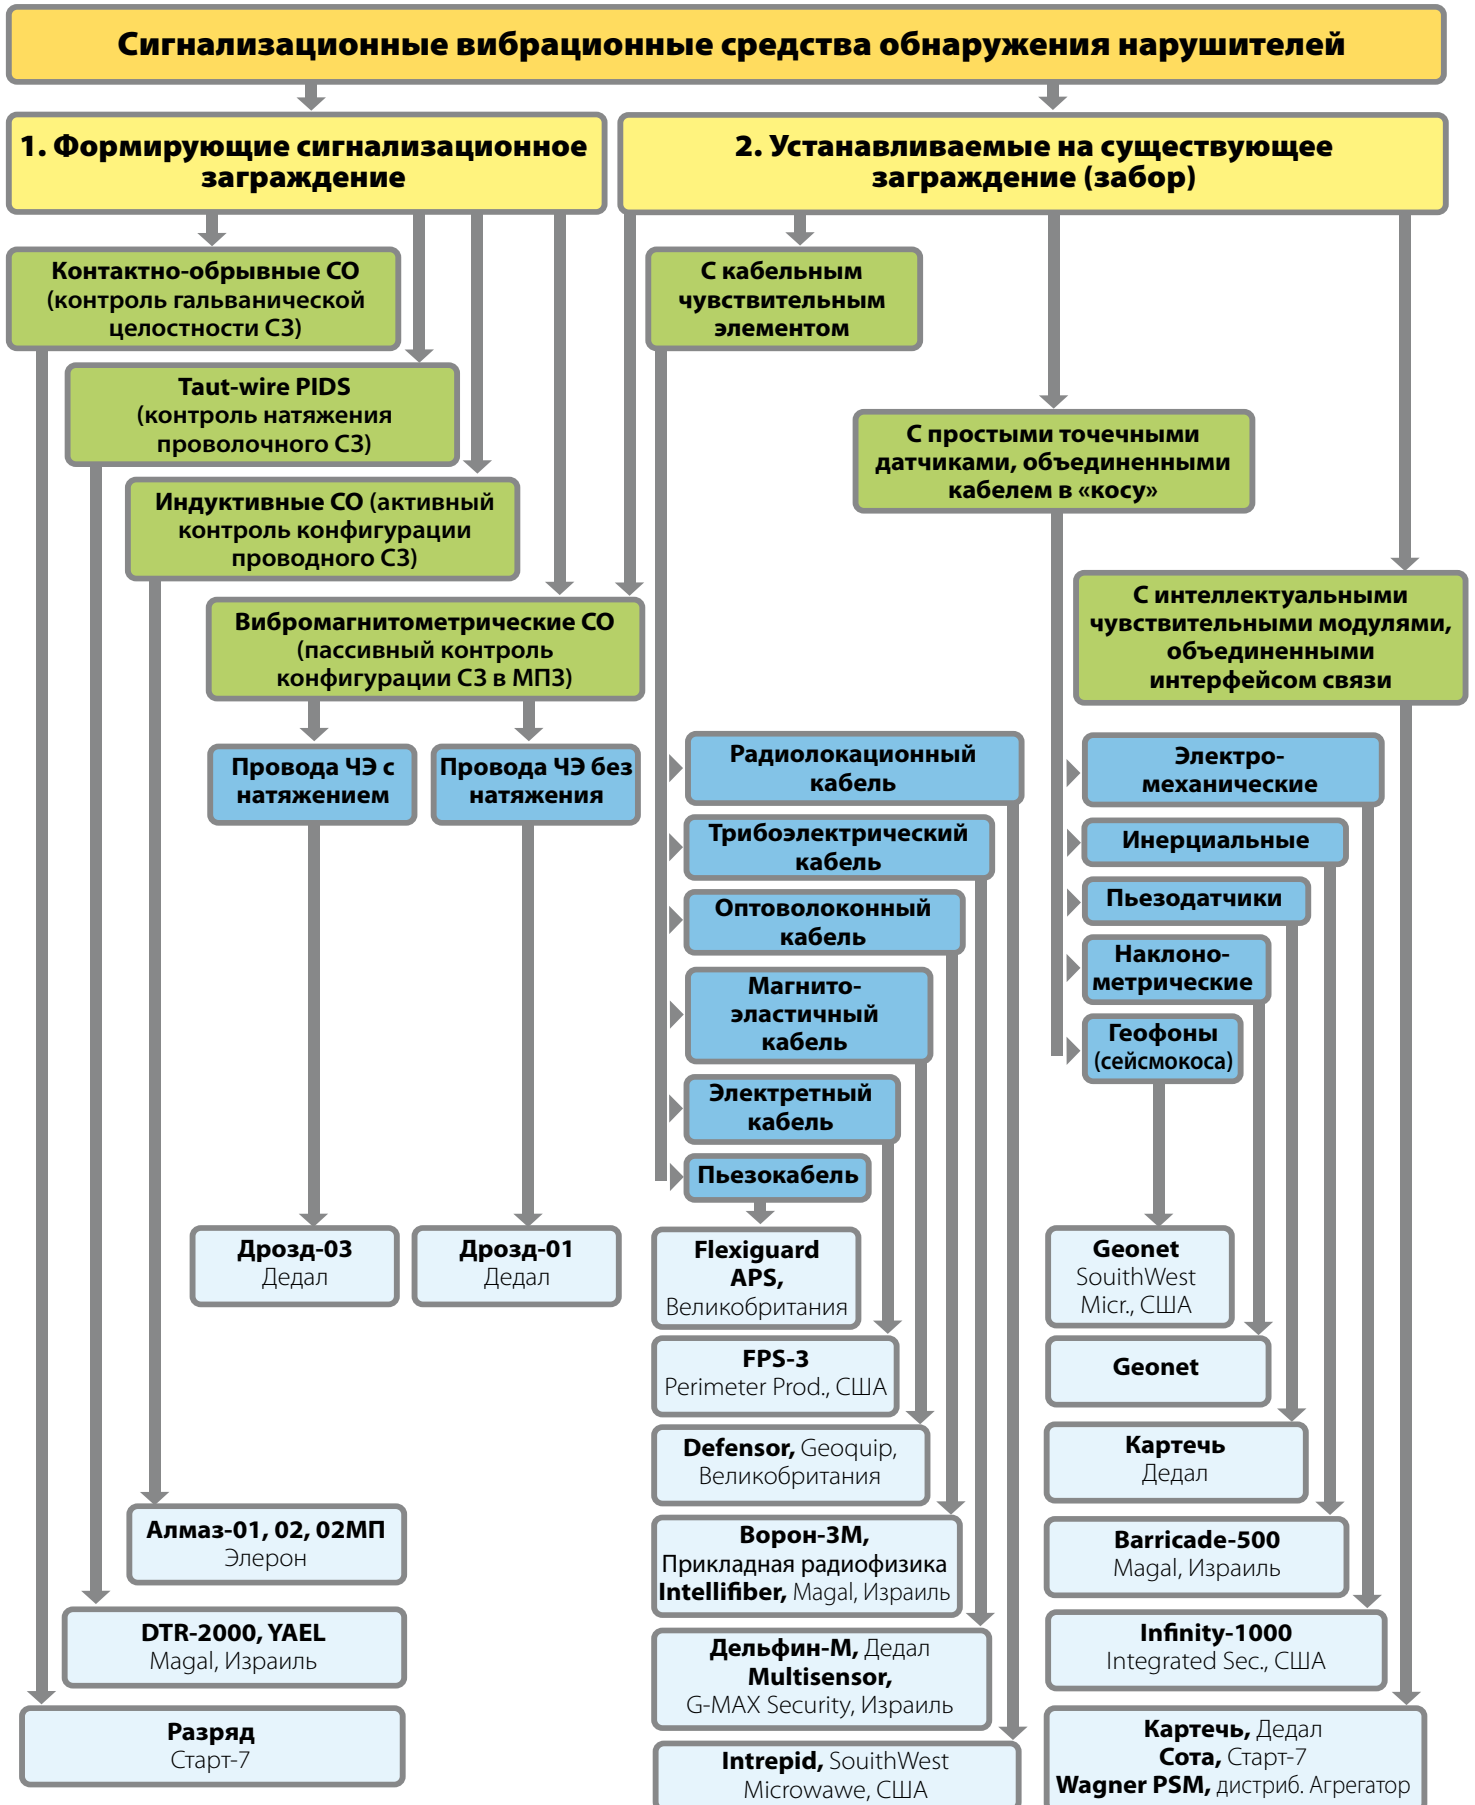 Сигнализационные вибрационные средства обнаружения нарушителей
1. Формирующие сигнализационное
заграждение
2. Устанавливаемые на существующее
заграждение (забор)
Контактно-обрывные СО
(контроль гальванической
целостности СЗ)
Taut-wire PIDS
(контроль натяжения
проволочного СЗ)
Индуктивные СО (активный
контроль конфигурации
проводного СЗ)
Вибромагнитометрические СО
(пассивный контроль
конфигурации СЗ в МПЗ)
Провода ЧЭ с
натяжением
Провода ЧЭ без
натяжения
С кабельным
чувствительным
элементом
С простыми точечными
датчиками, объединенными
кабелем в «косу»
С интеллектуальными
чувствительными модулями,
объединенными
интерфейсом связи
Радиолокационный
кабель
Трибоэлектрический
кабель
Оптоволоконный
кабель
Магнито-
эластичный
кабель
Электретный
кабель
Пьезокабель
Электро-
механические
Инерциальные
Пьезодатчики
Наклоно-
метрические
Геофоны
(сейсмокоса)
Дрозд-03
Дедал
Дрозд-01
Дедал
Алмаз-01, 02, 02МП
Элерон
DTR-2000, YAEL
Magal, Израиль
Разряд
Старт-7
Flexiguard
APS,
Великобритания
FPS-3
Perimeter Prod., США
Defensor, Geoquip,
Великобритания
Ворон-3М,
Прикладная радиофизика
Intellifiber, Magal, Израиль
Дельфин-М, Дедал
Multisensor,
G-MAX Security, Израиль
Intrepid, SouithWest
Microwawe, США
Geonet
SouithWest
Micr., США
Geonet
Картечь
Дедал
Barricade-500
Magal, Израиль
Infinity-1000
Integrated Sec., США
Картечь, Дедал
Сота, Старт-7
Wagner PSM, дистриб. Агрегатор